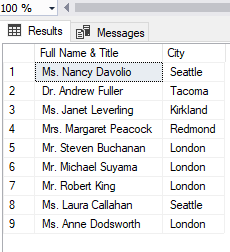 100 %
Results Messages
Full Name & Title City
1 Ms. Nancy Davolio Seattle
2 Dr. Andrew Fuller Tacoma
3 Ms. Janet Leverling Kirkland
4 Mrs. Margaret Peacock Redmond
5 Mr. Steven Buchanan London
6 Mr. Michael Suyama London
7 Mr. Robert King London
8 Ms. Laura Callahan Seattle
9 Ms. Anne Dodsworth London